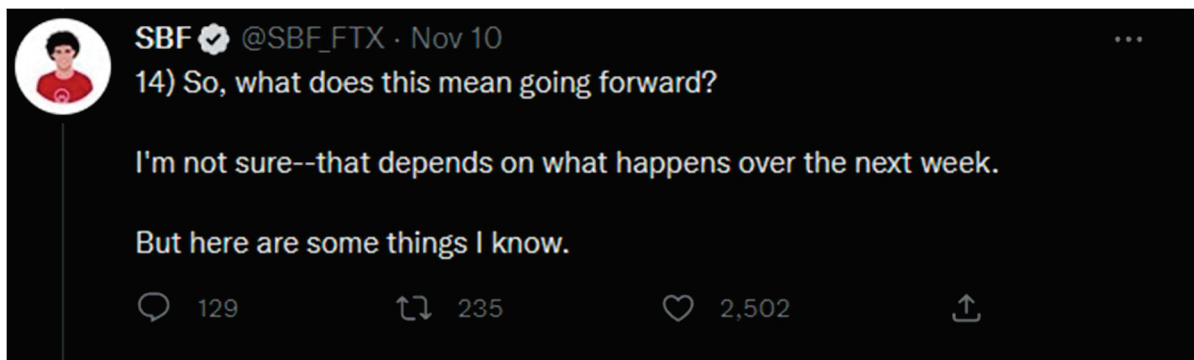 SBF @SBF_FTX · Nov 10
14) So, what does this mean going forward?
I'm not sure--that depends on what happens over the next week.
But here are some things I know.
129 235 2,502